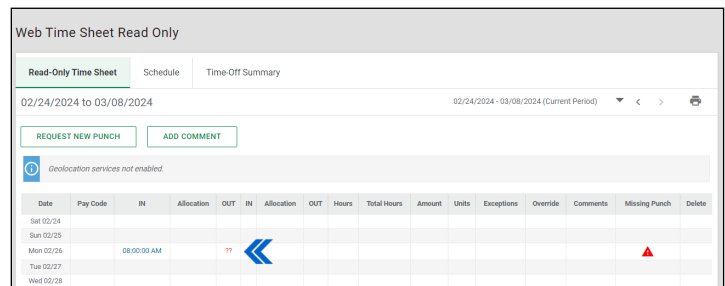 Web Time Sheet Read Only
Read-Only Time Sheet Schedule Time-Off Summary
02/24/2024 to 03/08/2024 02/24/2024 - 03/08/2024 (Current Period)
REQUEST NEW PUNCH ADD COMMENT
Geolocation services not enabled.
Date Pay Code IN Allocation OUT IN Allocation OUT Hours Total Hours Amount Units Exceptions Override Comments Missing Punch Delete
Sat 02/24
Sun 02/25
Mon 02/26 08:00:00 AM ??
Tue 02/27
Wed 02/28